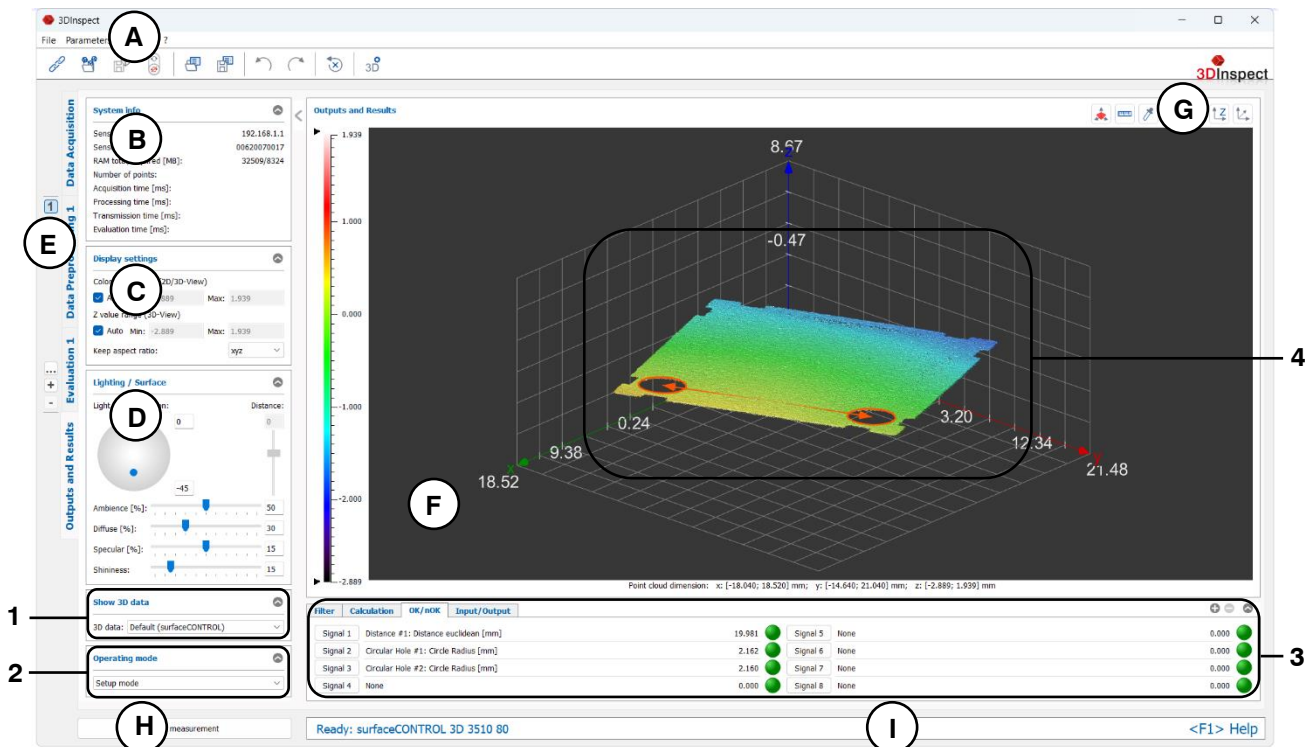 3DInspect
File Parameter ?
A
3DInspect
Data Acquisition
Data Preprocessing 1
Evaluation 1
Outputs and Results
1
...
+
-
E
System info
B
192.168.1.1
00620070017
RAM total [MB]: 32509/8324
Number of points:
Acquisition time [ms]:
Processing time [ms]:
Transmission time [ms]:
Evaluation time [ms]:
Display settings
C
(2D/3D-View)
Max: 1.939
Z value range (3D-View)
Auto Min: -2.889 Max: 1.939
Keep aspect ratio: xyz
Lighting / Surface
D
Distance:
0 0
-45
Ambience [%]: 50
Diffuse [%]: 30
Specular [%]: 15
Shininess: 15
1
Show 3D data
3D data: Default (surfaceCONTROL)
2
Operating mode
Setup mode
H
measurement
Outputs and Results
G
Z
1.939
1.000
0.000
-1.000
-2.000
-2.889
8.67
z
-0.47
4
0.24 3.20
9.38 12.34
18.52 x y 21.48
F
Point cloud dimension: x: [-18.040; 18.520] mm; y: [-14.640; 21.040] mm; z: [-2.889; 1.939] mm
Filter Calculation OK/nOK Input/Output
Signal 1 Distance #1: Distance euclidean [mm] 19.981 Signal 5 None 0.000
Signal 2 Circular Hole #1: Circle Radius [mm] 2.162 Signal 6 None 0.000
Signal 3 Circular Hole #2: Circle Radius [mm] 2.160 Signal 7 None 0.000
Signal 4 None 0.000 Signal 8 None 0.000
3
Ready: surfaceCONTROL 3D 3510 80 I <F1> Help